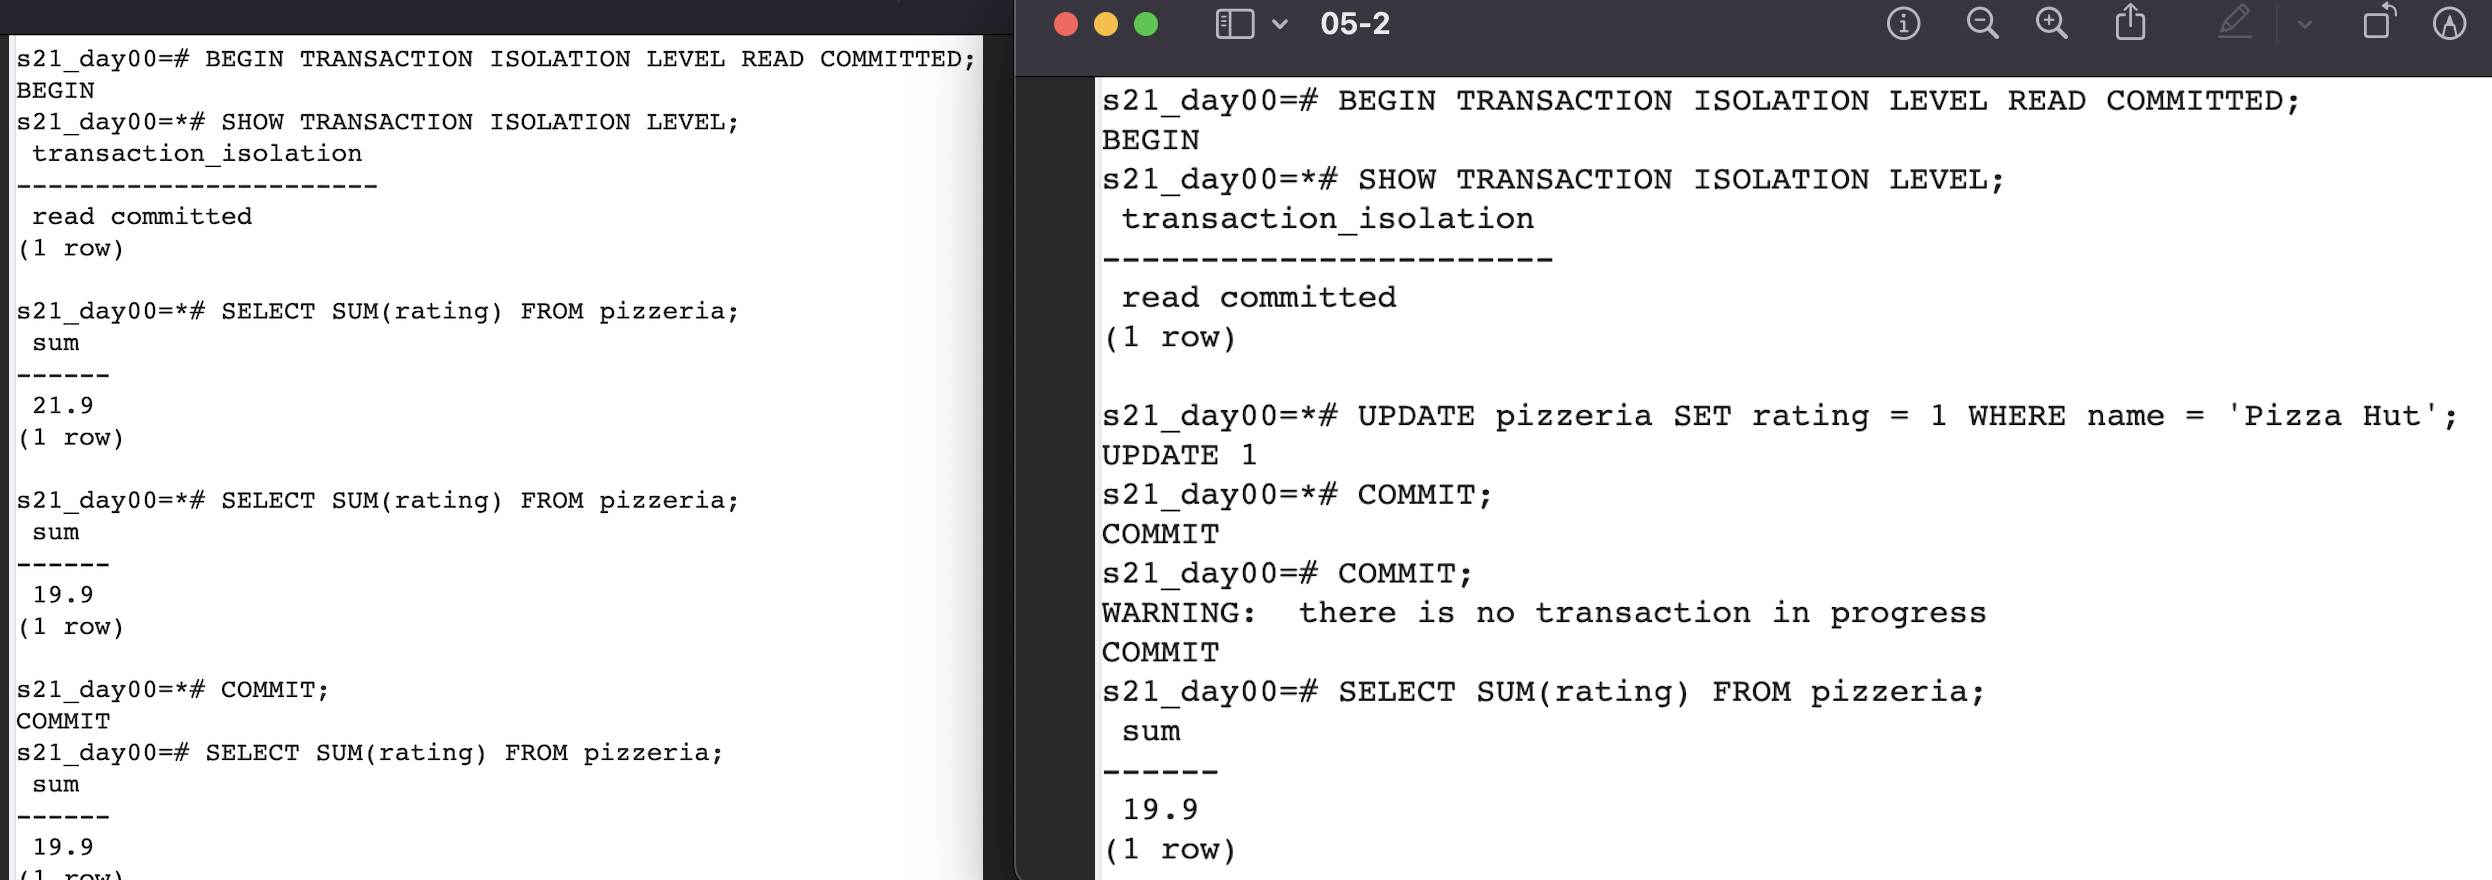 s21_day00=# BEGIN TRANSACTION ISOLATION LEVEL READ COMMITTED;
BEGIN
s21_day00=*# SHOW TRANSACTION ISOLATION LEVEL;
 transaction_isolation
-----------------------
 read committed
(1 row)

s21_day00=*# SELECT SUM(rating) FROM pizzeria;
 sum
------
 21.9
(1 row)

s21_day00=*# SELECT SUM(rating) FROM pizzeria;
 sum
------
 19.9
(1 row)

s21_day00=*# COMMIT;
COMMIT
s21_day00=# SELECT SUM(rating) FROM pizzeria;
 sum
------
 19.9
(1 row)
05-2
s21_day00=# BEGIN TRANSACTION ISOLATION LEVEL READ COMMITTED;
BEGIN
s21_day00=*# SHOW TRANSACTION ISOLATION LEVEL;
 transaction_isolation
-----------------------
 read committed
(1 row)

s21_day00=*# UPDATE pizzeria SET rating = 1 WHERE name = 'Pizza Hut';
UPDATE 1
s21_day00=*# COMMIT;
COMMIT
s21_day00=# COMMIT;
WARNING:  there is no transaction in progress
COMMIT
s21_day00=# SELECT SUM(rating) FROM pizzeria;
 sum
------
 19.9
(1 row)